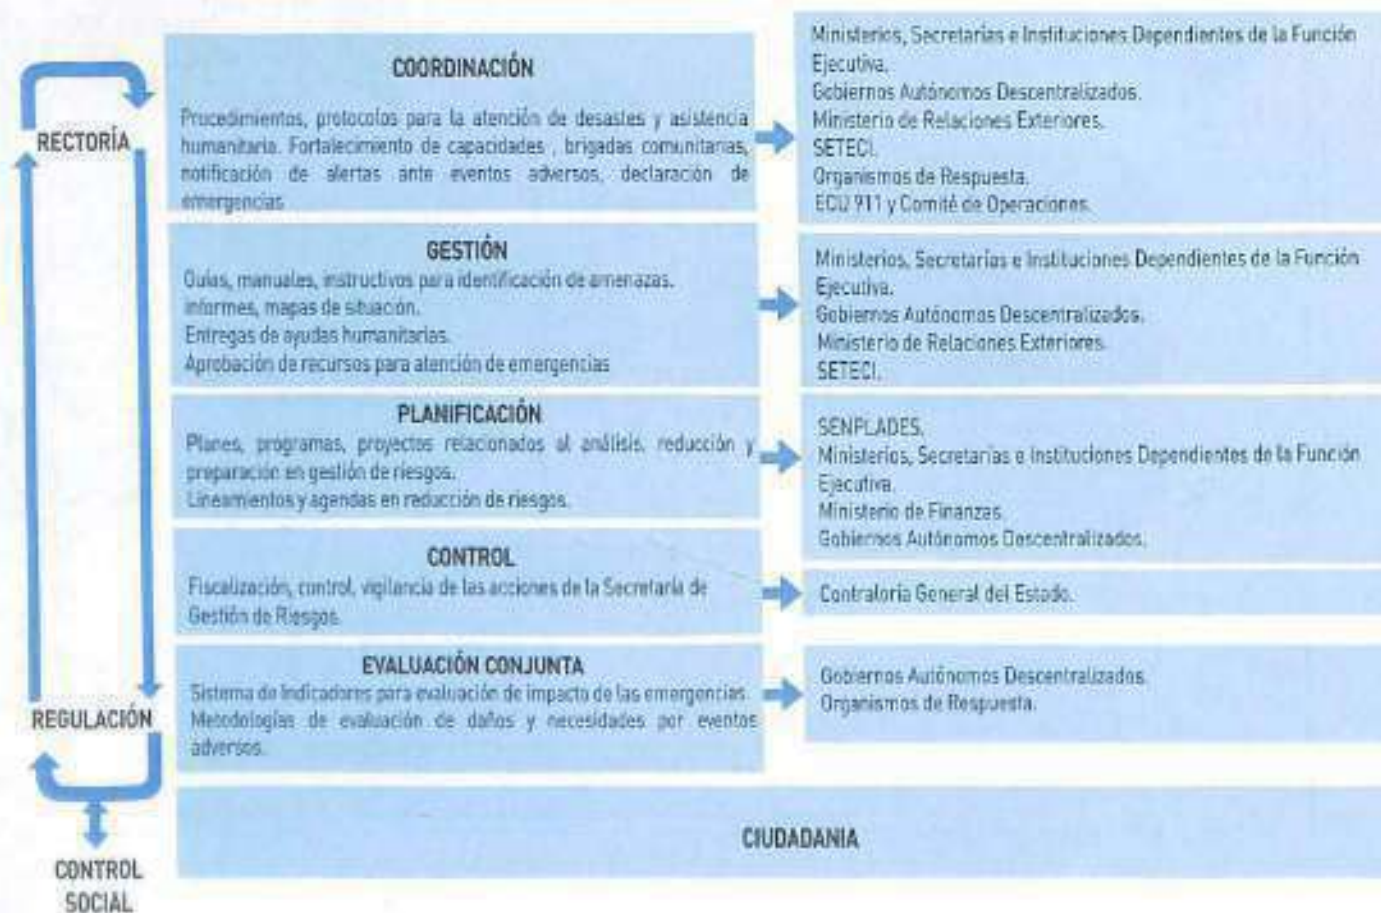 RECTORÍA
REGULACIÓN
CONTROL
SOCIAL
COORDINACIÓN
Procedimientos, protocolos para la atención de desastes y asistencia
humanitaria. Fortalecimiento de capacidades , brigadas comunitarias,
notificación de alertas ante eventos adversos, declaración de
emergencias
Ministerios, Secretarías e Instituciones Dependientes de la Función
Ejecutiva.
Gobiernos Autónomos Descentralizados.
Ministerio de Relaciones Exteriores.
SETECI.
Organismos de Respuesta.
ECU 911 y Comité de Operaciones.
GESTIÓN
Guías, manuales, instructivos para identificación de amenazas.
informes, mapas de situación.
Entregas de ayudas humanitarias.
Aprobación de recursos para atención de emergencias
Ministerios, Secretarías e Instituciones Dependientes de la Función
Ejecutiva.
Gobiernos Autónomos Descentralizados.
Ministerio de Relaciones Exteriores.
SETECI.
PLANIFICACIÓN
Planes, programas, proyectos relacionados al análisis, reducción y
preparación en gestión de riesgos.
Lineamientos y agendas en reducción de riesgos.
SENPLADES.
Ministerios, Secretarías e Instituciones Dependientes de la Función
Ejecutiva.
Ministerio de Finanzas.
Gobiernos Autónomos Descentralizados.
CONTROL
Fiscalización, control, vigilancia de las acciones de la Secretaría de
Gestión de Riesgos.
Contraloria General del Estado.
EVALUACIÓN CONJUNTA
Sistema de Indicadores para evaluación de impacto de las emergencias.
Metodologías de evaluación de daños y necesidades por eventos
adversos.
Gobiernos Autónomos Descentralizados.
Organismos de Respuesta.
CIUDADANIA